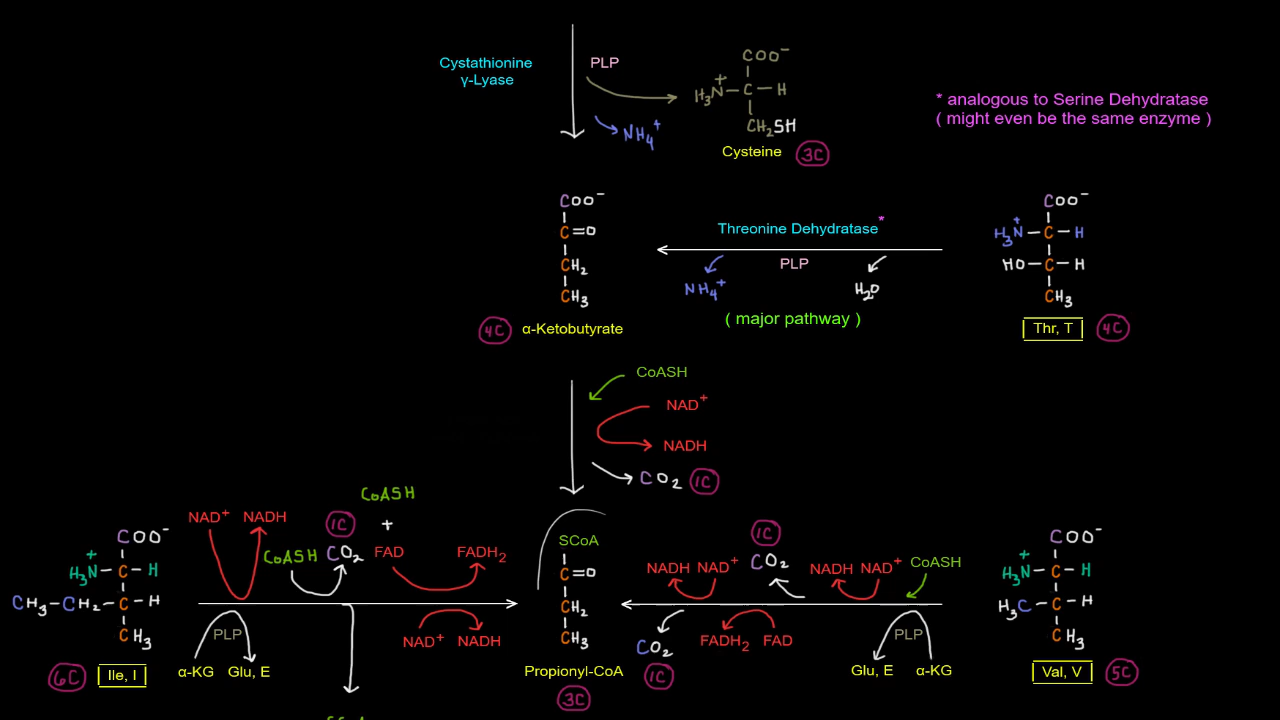 Cystathionine
γ-Lyase
PLP
NH₄⁺
COO⁻
H₃N⁺—C—H
CH₂SH
Cysteine
3C
* analogous to Serine Dehydratase
( might even be the same enzyme )
COO⁻
C=O
CH₂
CH₃
4C
α-Ketobutyrate
Threonine Dehydratase*
PLP
NH₄⁺
H₂O
( major pathway )
COO⁻
H₃N⁺—C—H
HO—C—H
CH₃
Thr, T
4C
CoASH
NAD⁺
NADH
CO₂ 1C
COO⁻
H₃N⁺—C—H
CH₃—CH₂—C—H
CH₃
6C
Ile, I
NAD⁺ NADH
PLP
α-KG Glu, E
CoASH
1C
CO₂
CoASH
+
FAD FADH₂
NAD⁺ NADH
SCoA
C=O
CH₂
CH₃
Propionyl-CoA
3C
NADH NAD⁺
1C
CO₂
NADH NAD⁺
CoASH
CO₂
1C
FADH₂ FAD
PLP
Glu, E α-KG
COO⁻
H₃N⁺—C—H
H₃C—C—H
CH₃
Val, V
5C